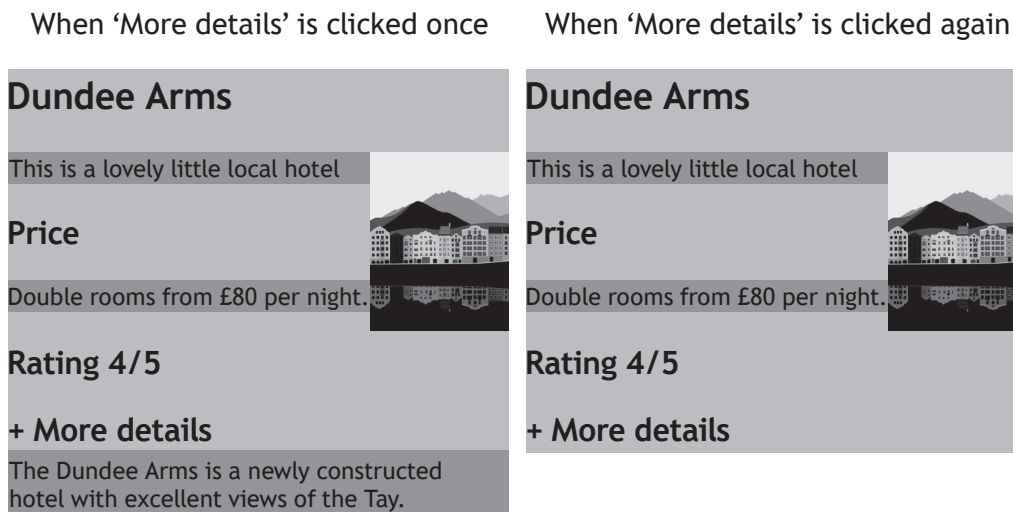 When ‘More details’ is clicked once
Dundee Arms
This is a lovely little local hotel
Price
Double rooms from £80 per night.
Rating 4/5
+ More details
The Dundee Arms is a newly constructed
hotel with excellent views of the Tay.
When ‘More details’ is clicked again
Dundee Arms
This is a lovely little local hotel
Price
Double rooms from £80 per night.
Rating 4/5
+ More details